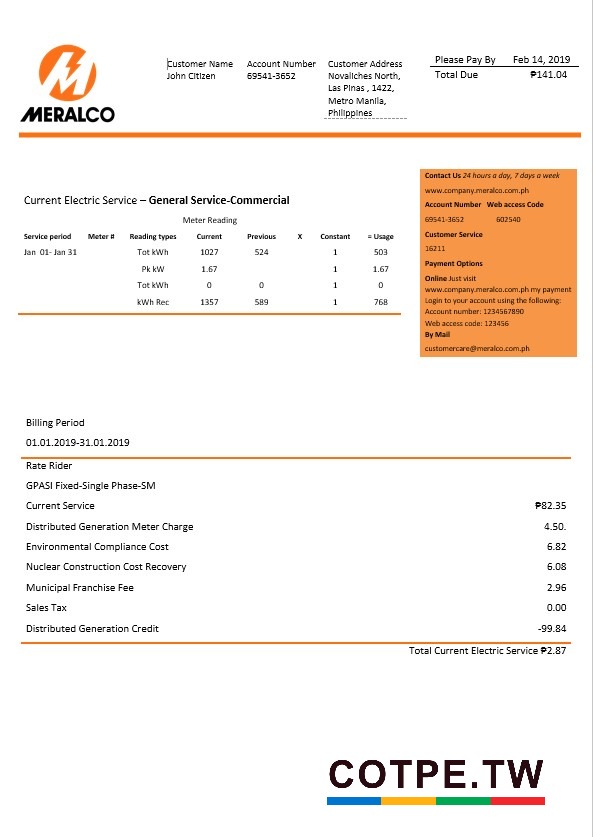 MERALCO
Customer Name Account Number Customer Address
John Citizen 69541-3652 Novaliches North,
Las Pinas , 1422,
Metro Manila,
Philippines
Please Pay By Feb 14, 2019
Total Due ₱141.04
Current Electric Service – General Service-Commercial
Meter Reading
Service period Meter # Reading types Current Previous X Constant = Usage
Jan 01- Jan 31 Tot kWh 1027 524 1 503
Pk kW 1.67 1 1.67
Tot kWh 0 0 1 0
kWh Rec 1357 589 1 768
Contact Us 24 hours a day, 7 days a week
www.company.meralco.com.ph
Account Number Web access Code
69541-3652 602540
Customer Service
16211
Payment Options
Online Just visit
www.company.meralco.com.ph my payment
Login to your account using the following:
Account number: 1234567890
Web access code: 123456
By Mail
customercare@meralco.com.ph
Billing Period
01.01.2019-31.01.2019
Rate Rider
GPASI Fixed-Single Phase-SM
Current Service ₱82.35
Distributed Generation Meter Charge 4.50.
Environmental Compliance Cost 6.82
Nuclear Construction Cost Recovery 6.08
Municipal Franchise Fee 2.96
Sales Tax 0.00
Distributed Generation Credit -99.84
Total Current Electric Service ₱2.87
COTPE.TW